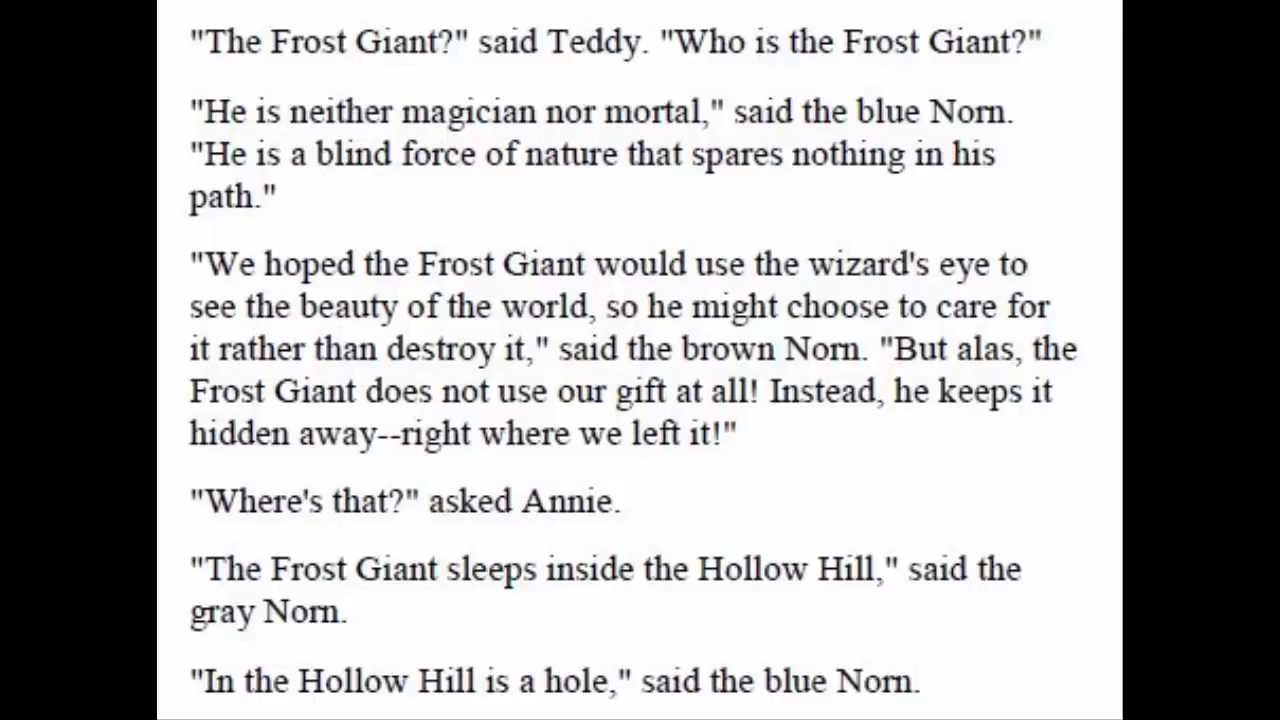 "The Frost Giant?" said Teddy. "Who is the Frost Giant?"
"He is neither magician nor mortal," said the blue Norn.
"He is a blind force of nature that spares nothing in his
path."
"We hoped the Frost Giant would use the wizard's eye to
see the beauty of the world, so he might choose to care for
it rather than destroy it," said the brown Norn. "But alas, the
Frost Giant does not use our gift at all! Instead, he keeps it
hidden away--right where we left it!"
"Where's that?" asked Annie.
"The Frost Giant sleeps inside the Hollow Hill," said the
gray Norn.
"In the Hollow Hill is a hole," said the blue Norn.